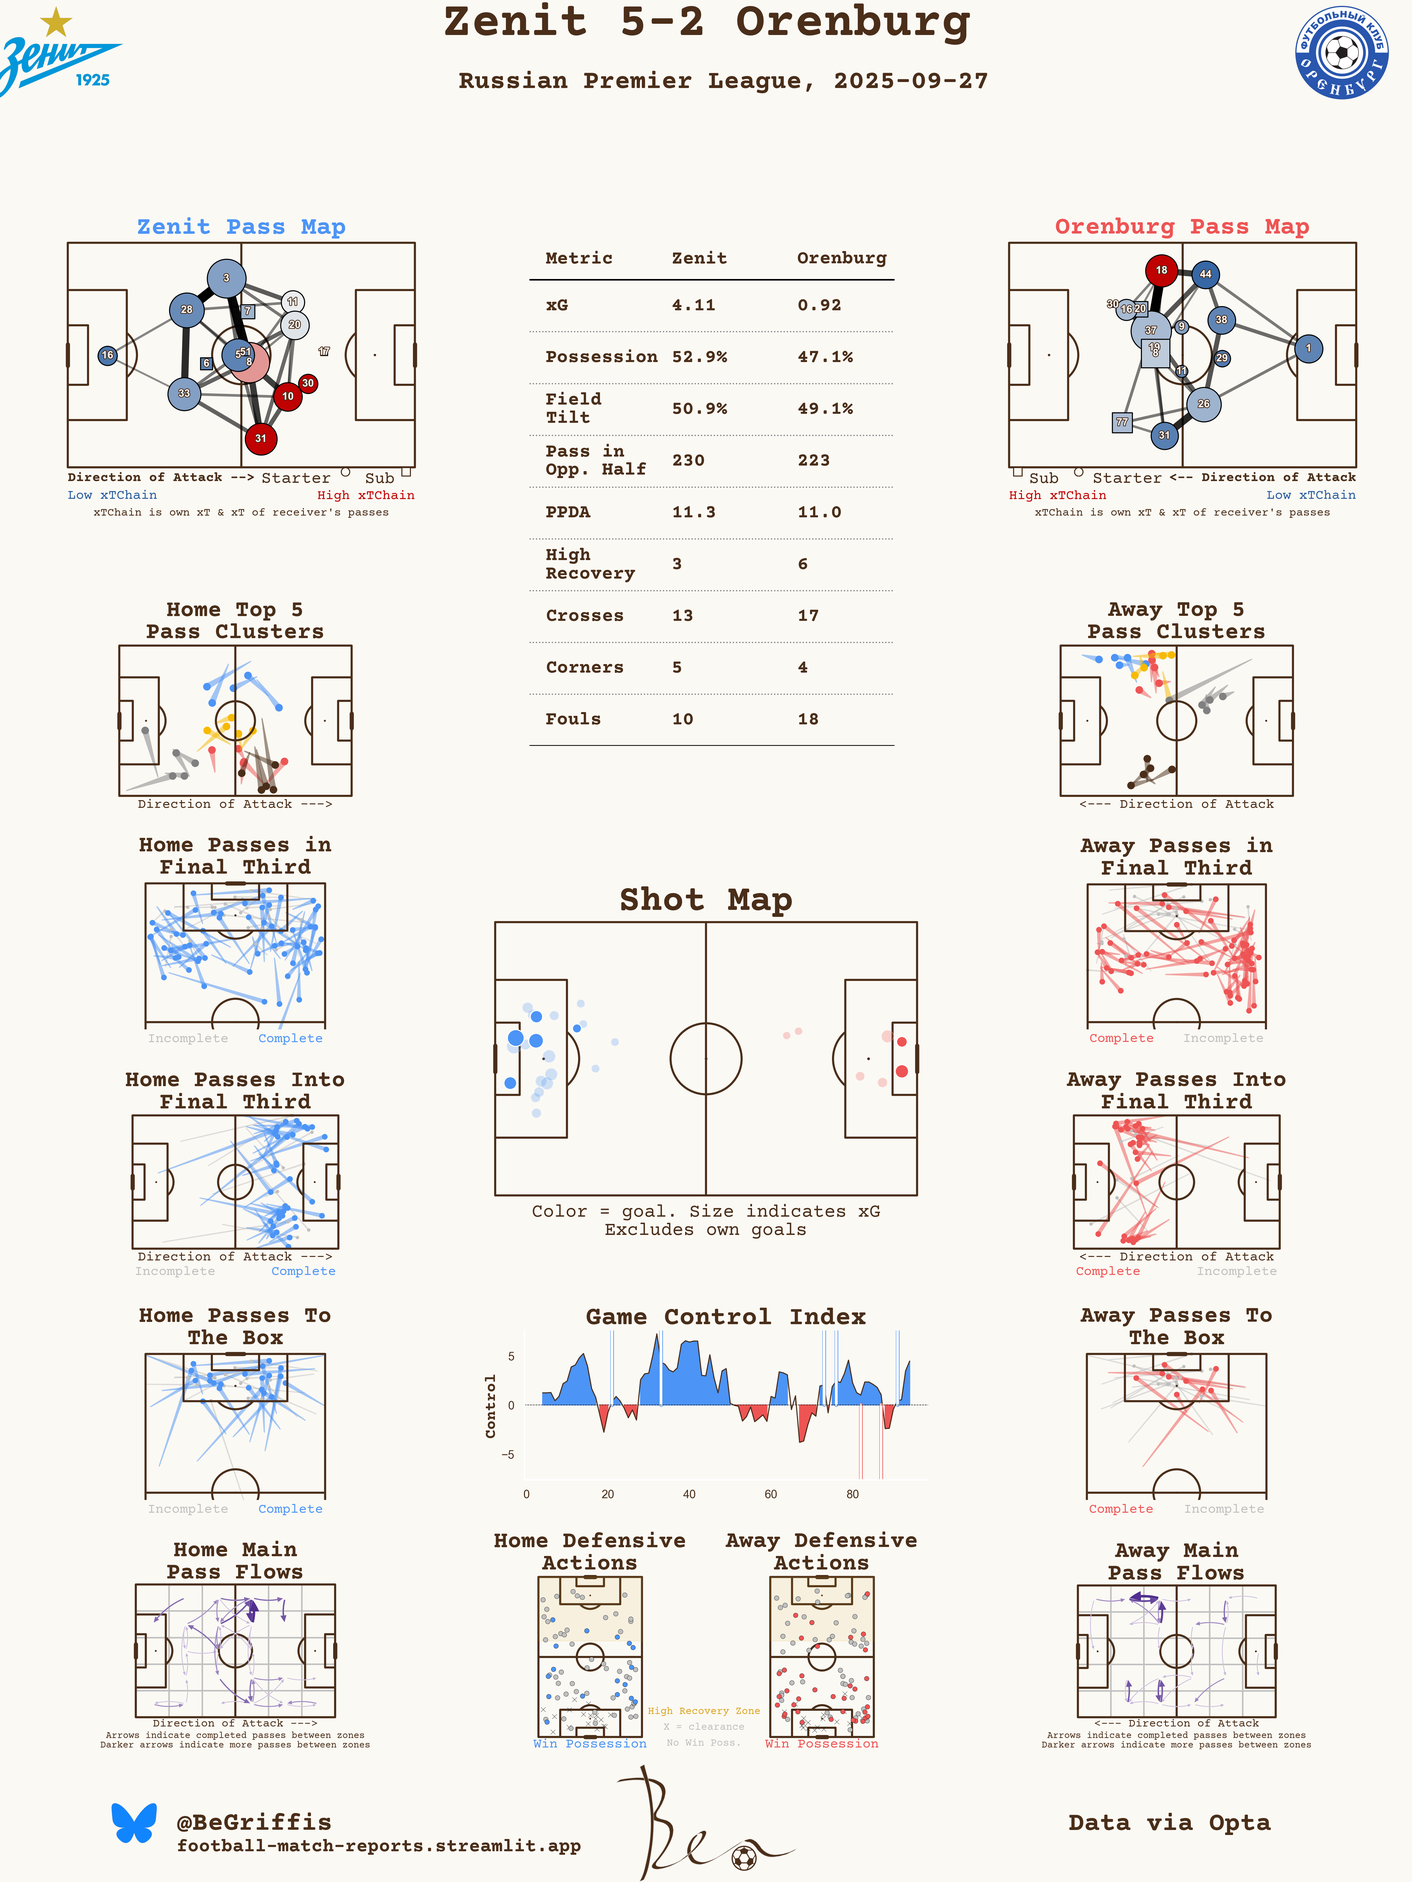 Zenit 5-2 Orenburg
Russian Premier League, 2025-09-27
Зенит
1925
ФУТБОЛЬНЫЙ КЛУБ
ОРЕНБУРГ
Zenit Pass Map
3
28
7
11
20
16
6
5
51
8
17
30
33
10
31
Direction of Attack --> Starter Sub
Low xTChain High xTChain
xTChain is own xT & xT of receiver's passes
Metric Zenit Orenburg
xG 4.11 0.92
Possession 52.9% 47.1%
Field
Tilt 50.9% 49.1%
Pass in
Opp. Half 230 223
PPDA 11.3 11.0
High
Recovery 3 6
Crosses 13 17
Corners 5 4
Fouls 10 18
Orenburg Pass Map
18
44
30
16
20
37
9
38
19
8
29
1
11
26
77
31
Sub Starter <-- Direction of Attack
High xTChain Low xTChain
xTChain is own xT & xT of receiver's passes
Home Top 5
Pass Clusters
Direction of Attack --->
Away Top 5
Pass Clusters
<--- Direction of Attack
Home Passes in
Final Third
Incomplete Complete
Away Passes in
Final Third
Complete Incomplete
Shot Map
Color = goal. Size indicates xG
Excludes own goals
Home Passes Into
Final Third
Direction of Attack --->
Incomplete Complete
Away Passes Into
Final Third
<--- Direction of Attack
Complete Incomplete
Home Passes To
The Box
Incomplete Complete
Game Control Index
Control
5
0
−5
0 20 40 60 80
Away Passes To
The Box
Complete Incomplete
Home Main
Pass Flows
Direction of Attack --->
Arrows indicate completed passes between zones
Darker arrows indicate more passes between zones
Home Defensive
Actions
Win Possession
High Recovery Zone
X = clearance
No Win Poss.
Away Defensive
Actions
Win Possession
Away Main
Pass Flows
<--- Direction of Attack
Arrows indicate completed passes between zones
Darker arrows indicate more passes between zones
@BeGriffis
football-match-reports.streamlit.app
Ben
Data via Opta